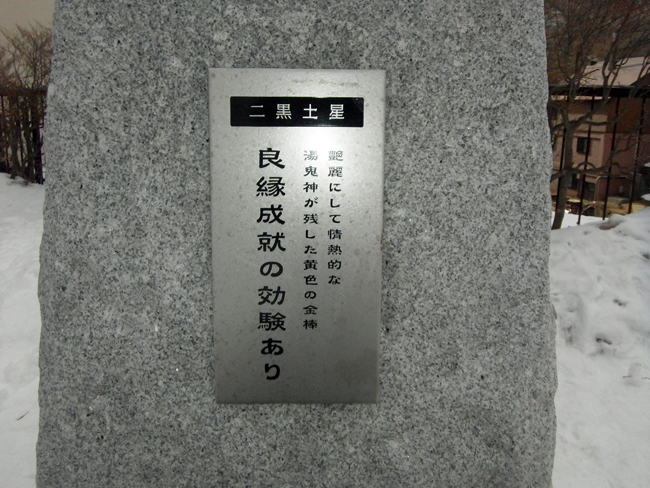 二黒土星
艶麗にして情熱的な
湯鬼神が残した黄色の金棒
良縁成就の効験あり